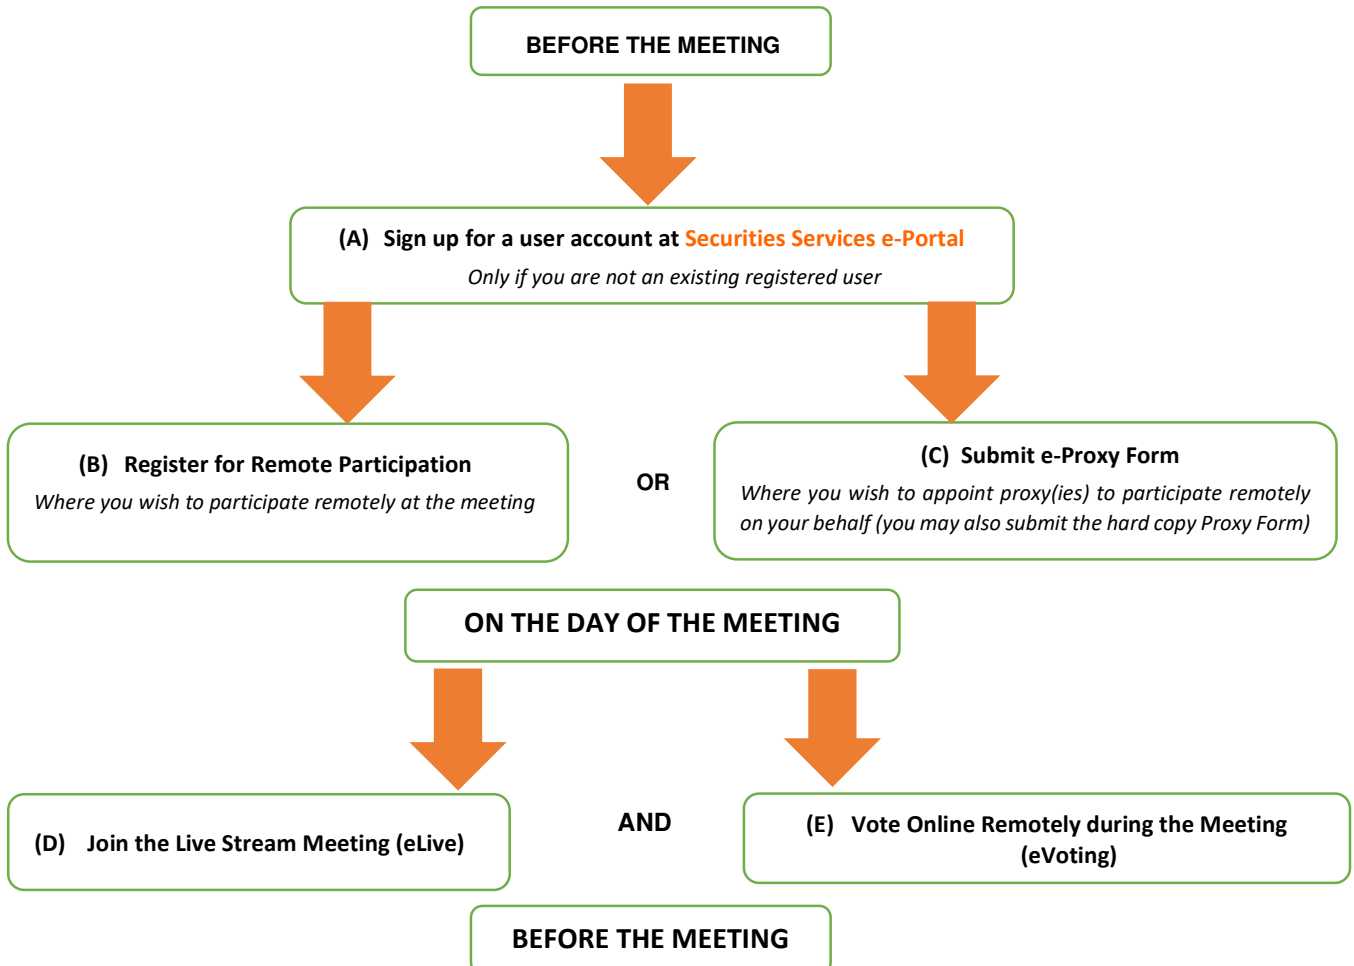 BEFORE THE MEETING
(A) Sign up for a user account at Securities Services e-Portal
Only if you are not an existing registered user
(B) Register for Remote Participation
Where you wish to participate remotely at the meeting
OR
(C) Submit e-Proxy Form
Where you wish to appoint proxy(ies) to participate remotely
on your behalf (you may also submit the hard copy Proxy Form)
ON THE DAY OF THE MEETING
(D) Join the Live Stream Meeting (eLive)
AND
(E) Vote Online Remotely during the Meeting
(eVoting)
BEFORE THE MEETING